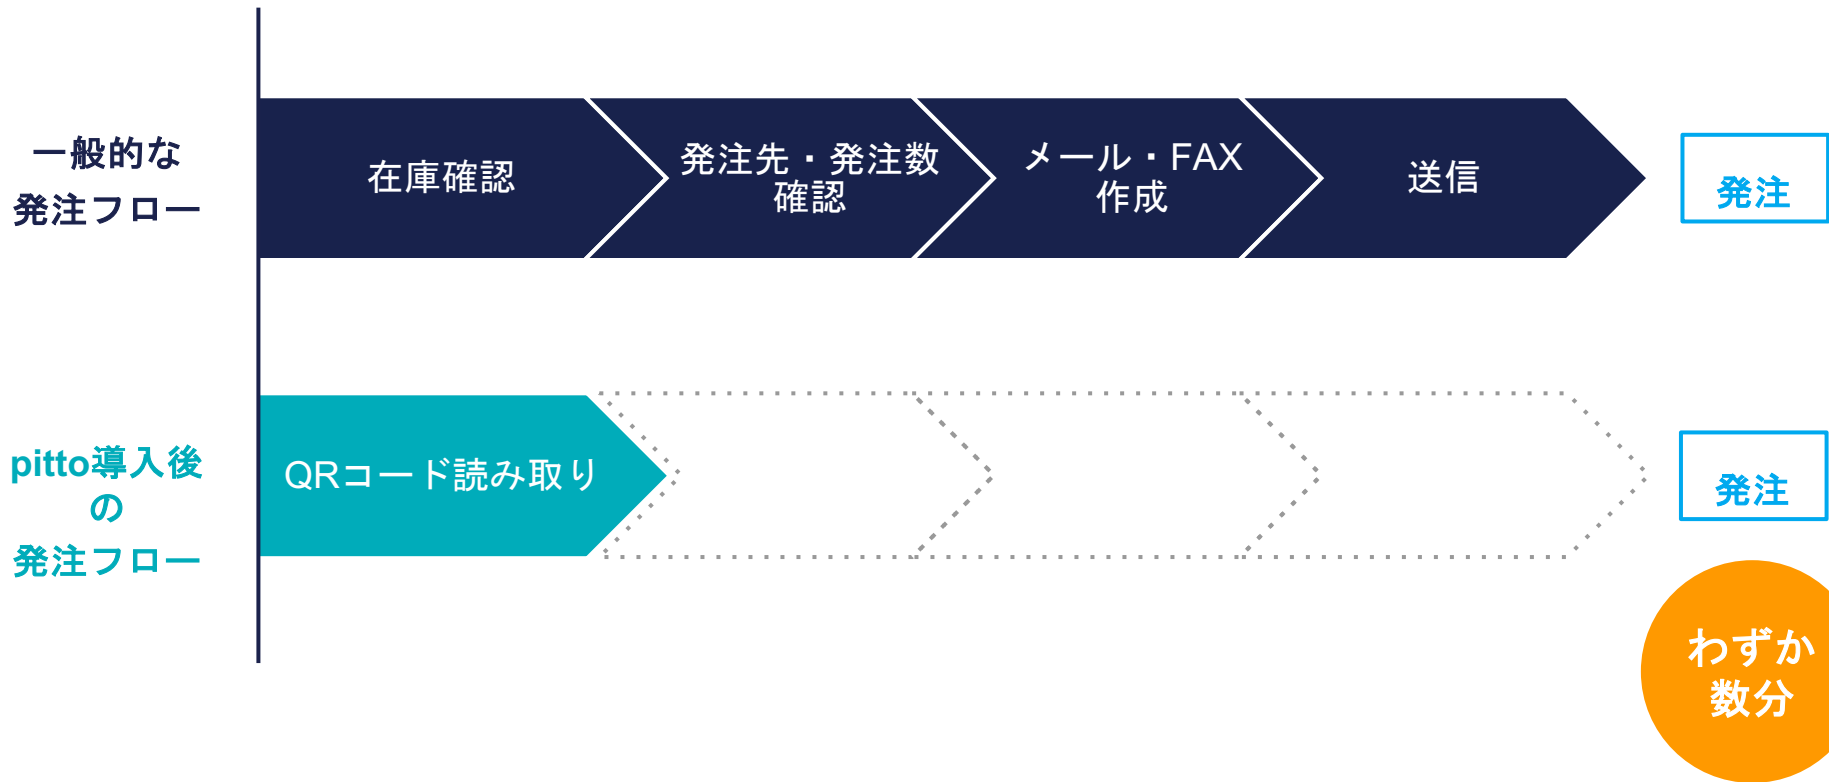 一般的な
発注フロー
在庫確認
発注先・発注数
確認
メール・FAX
作成
送信
発注
pitto導入後
の
発注フロー
QRコード読み取り
発注
わずか
数分